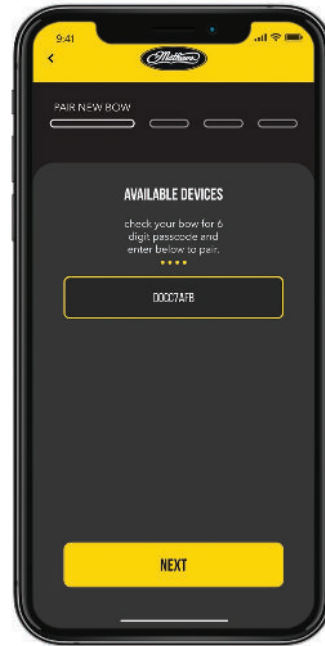 9:41
Mathews
PAIR NEW BOW
AVAILABLE DEVICES
check your bow for 6
digit passcode and
enter below to pair.
D0CC7AFB
NEXT